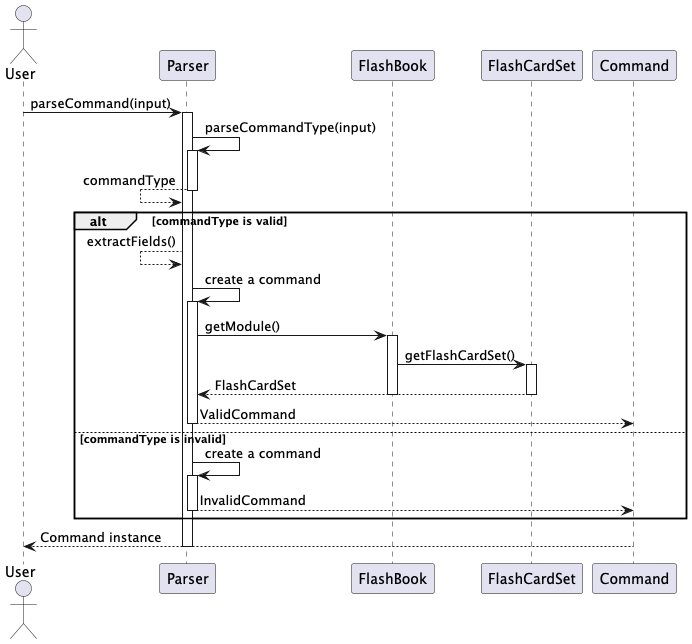 User
Parser
FlashBook
FlashCardSet
Command
parseCommand(input)
parseCommandType(input)
commandType
alt
[commandType is valid]
extractFields()
create a command
getModule()
getFlashCardSet()
FlashCardSet
ValidCommand
[commandType is invalid]
create a command
InvalidCommand
Command instance
User
Parser
FlashBook
FlashCardSet
Command